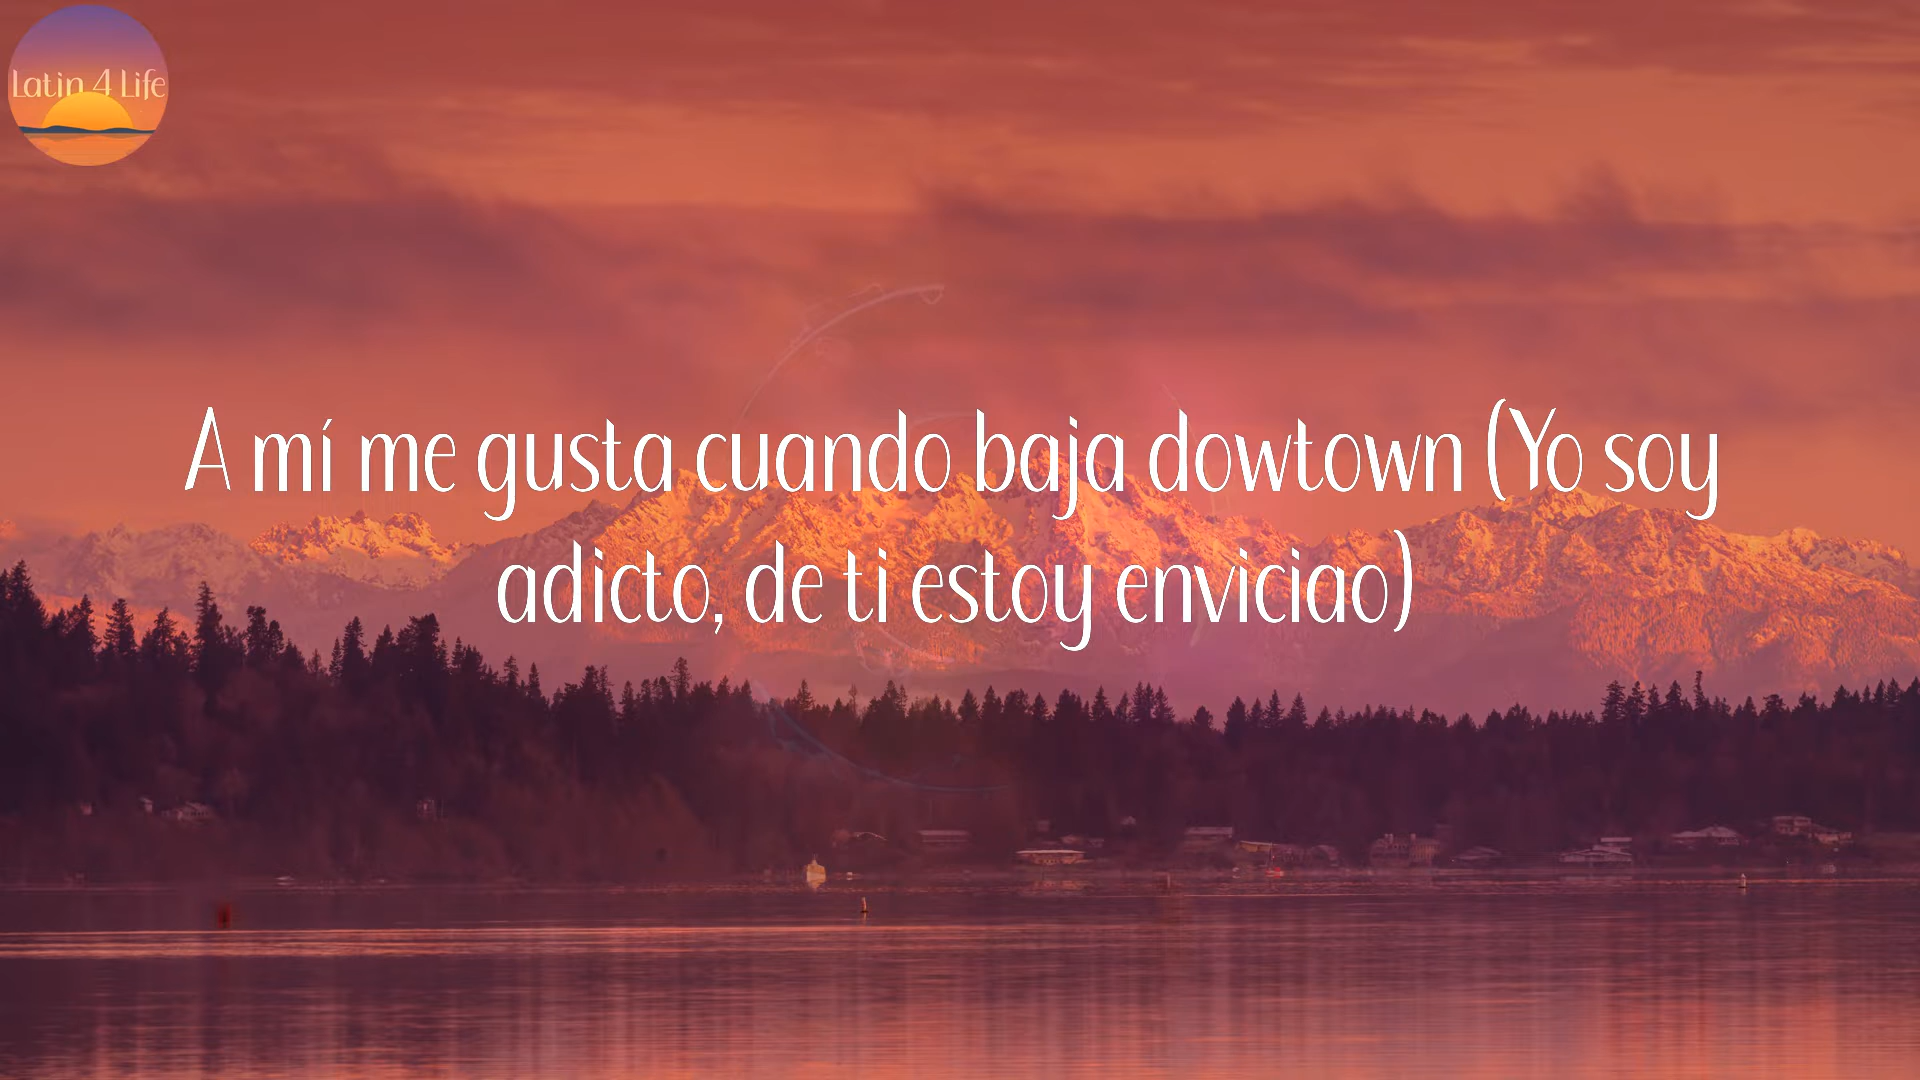 Latin 4 Life
A mí me gusta cuando baja dowtown (Yo soy
adicto, de ti estoy enviciao)